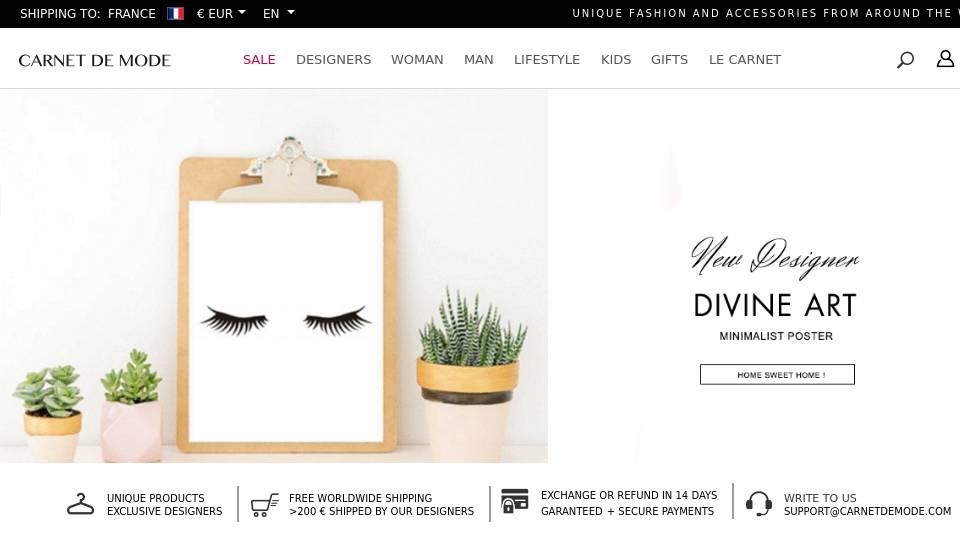 SHIPPING TO: FRANCE € EUR EN
UNIQUE FASHION AND ACCESSORIES FROM AROUND THE
CARNET DE MODE
SALE DESIGNERS WOMAN MAN LIFESTYLE KIDS GIFTS LE CARNET
New Designer
DIVINE ART
MINIMALIST POSTER
HOME SWEET HOME !
UNIQUE PRODUCTS
EXCLUSIVE DESIGNERS
FREE WORLDWIDE SHIPPING
>200 € SHIPPED BY OUR DESIGNERS
EXCHANGE OR REFUND IN 14 DAYS
GARANTEED + SECURE PAYMENTS
WRITE TO US
SUPPORT@CARNETDEMODE.COM